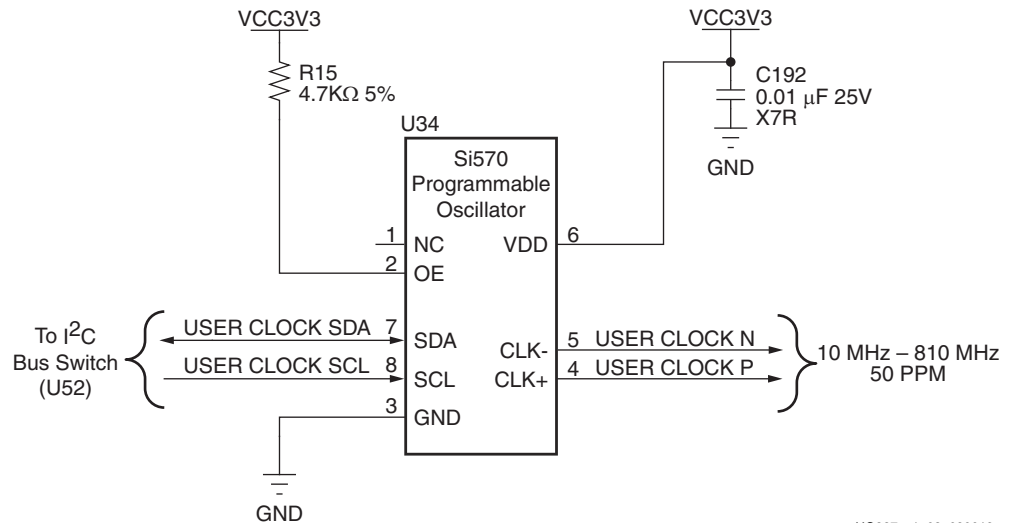 VCC3V3
VCC3V3
R15
4.7KΩ 5%
C192
0.01 μF 25V
X7R
GND
U34
Si570
Programmable
Oscillator
1
NC
VDD
6
2
OE
To I²C
Bus Switch
(U52)
USER CLOCK SDA
7
SDA
USER CLOCK SCL
8
SCL
CLK-
5
USER CLOCK N
CLK+
4
USER CLOCK P
10 MHz – 810 MHz
50 PPM
3
GND
GND